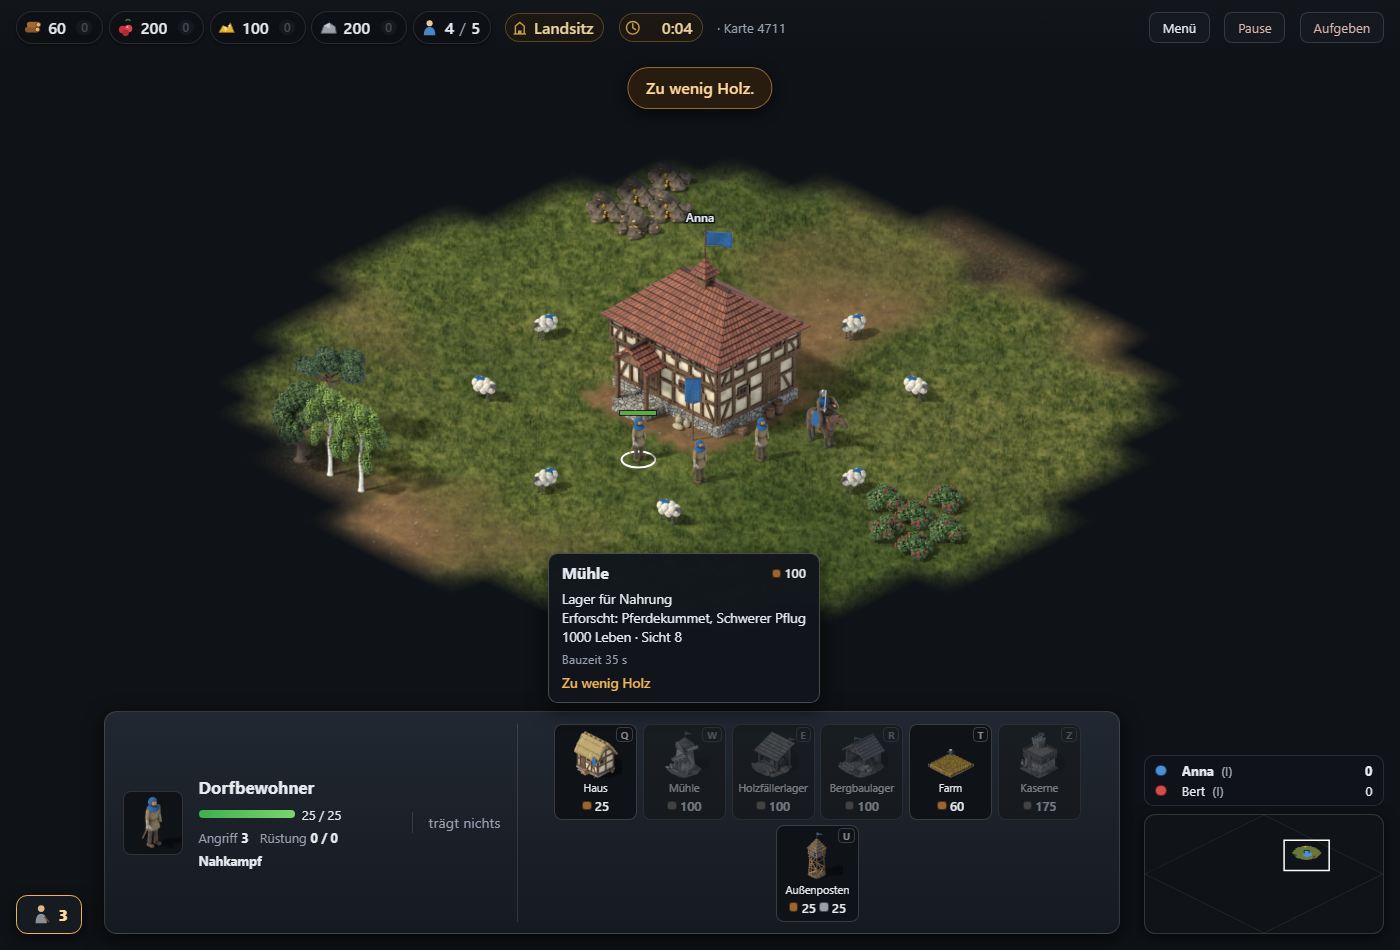 60 0
200 0
100 0
200 0
4 / 5
Landsitz
0:04
· Karte 4711
Menü
Pause
Aufgeben
Zu wenig Holz.
Anna
Mühle 100
Lager für Nahrung
Erforscht: Pferdekummet, Schwerer Pflug
1000 Leben · Sicht 8
Bauzeit 35 s
Zu wenig Holz
Dorfbewohner
25 / 25
Angriff 3 Rüstung 0 / 0
Nahkampf
trägt nichts
Q
Haus
25
W
Mühle
100
E
Holzfällerlager
100
R
Bergbaulager
100
T
Farm
60
Z
Kaserne
175
U
Außenposten
25 25
Anna (I) 0
Bert (I) 0
3